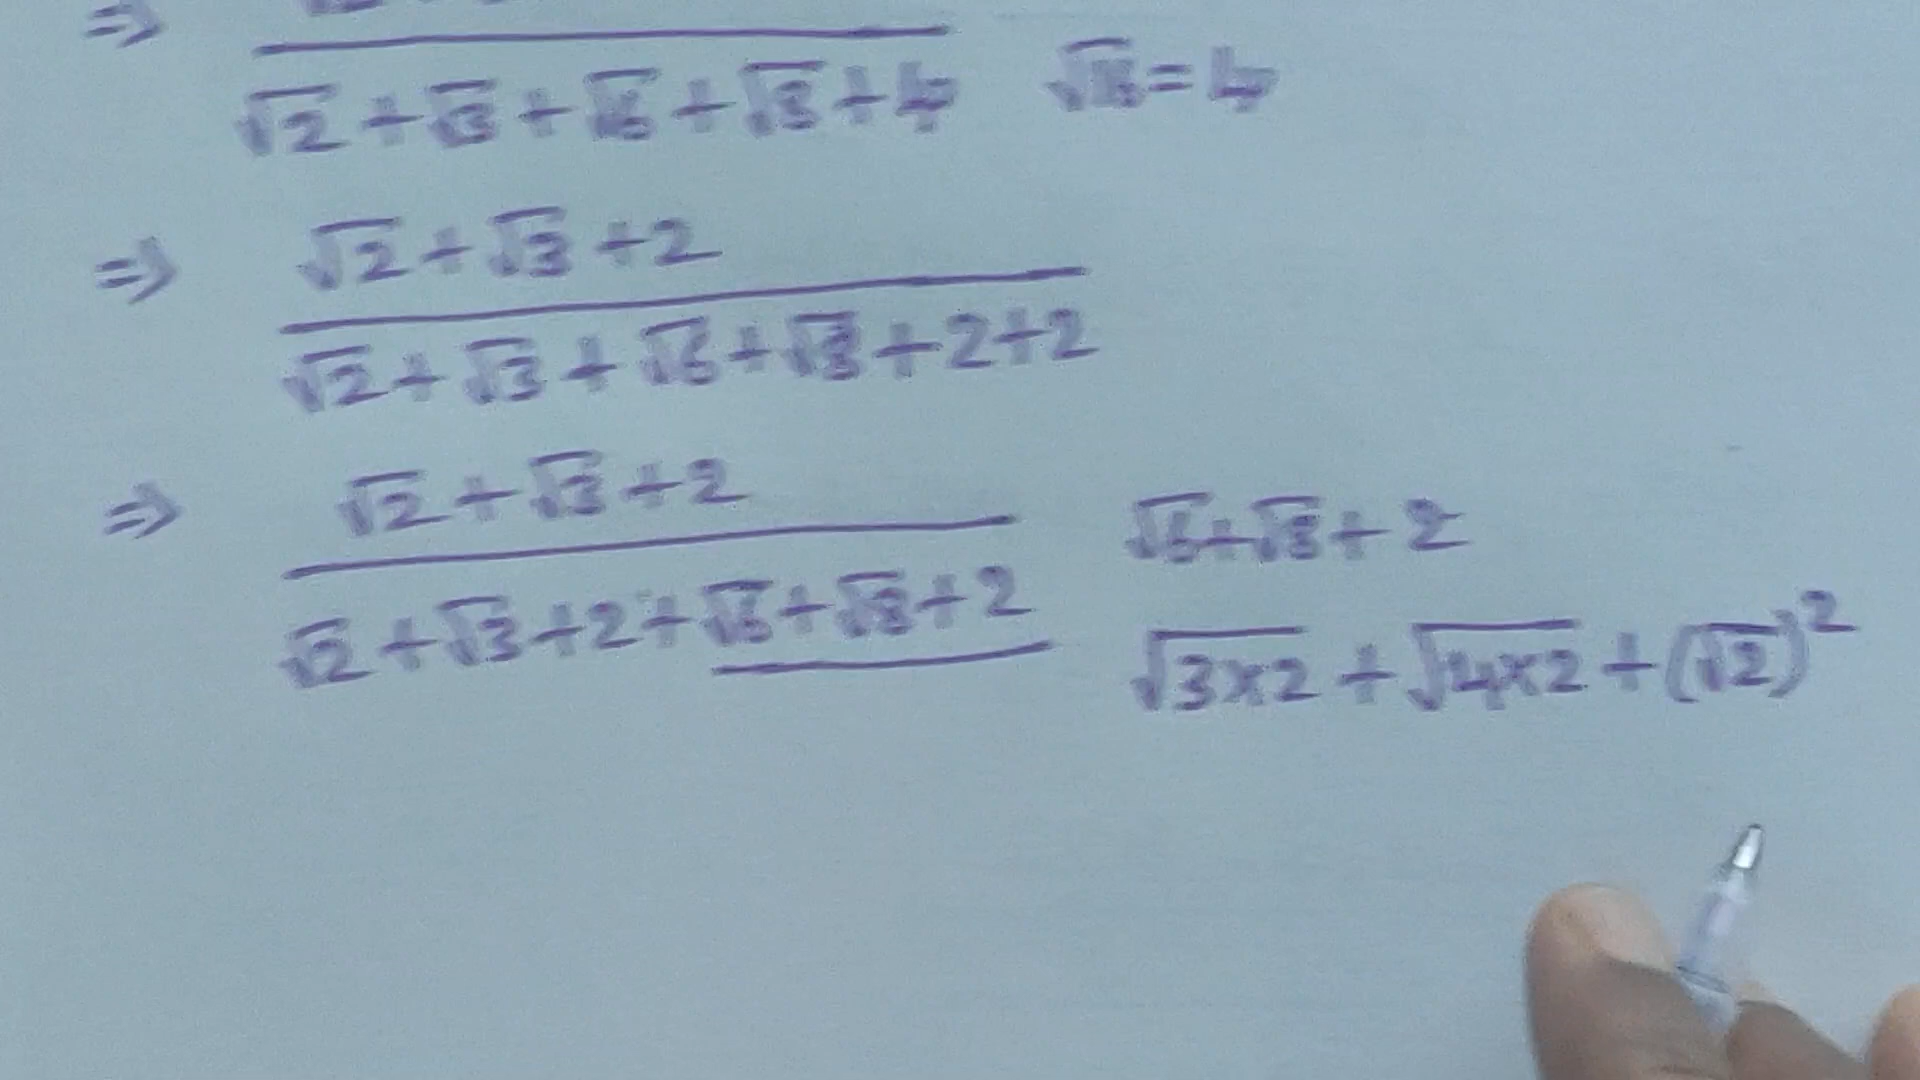 ⇒
√2 + √3 + √6 + √8 + 4 √16 = 4
⇒ √2 + √3 + 2
√2 + √3 + √6 + √8 + 2 + 2
⇒ √2 + √3 + 2
√2 + √3 + 2 + √6 + √8 + 2
√6 + √8 + 2
√3×2 + √4×2 + (√2)²